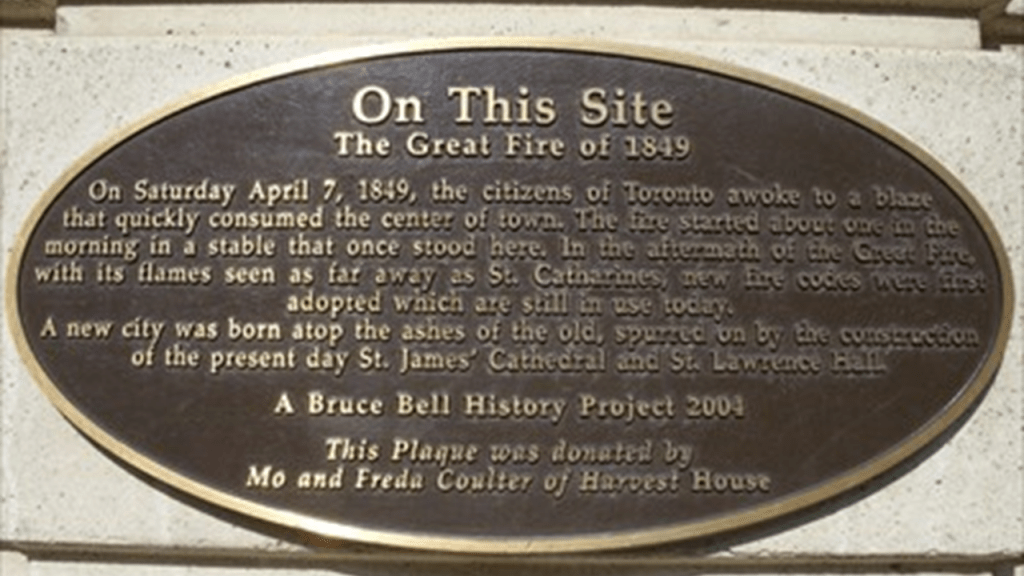 On This Site
The Great Fire of 1849
On Saturday April 7, 1849, the citizens of Toronto awoke to a blaze
that quickly consumed the center of town. The fire started about one in the
morning in a stable that once stood here. In the aftermath of the Great Fire,
with its flames seen as far away as St. Catharines, new fire codes were first
adopted which are still in use today.
A new city was born atop the ashes of the old, spurred on by the construction
of the present day St. James' Cathedral and St. Lawrence Hall.
A Bruce Bell History Project 2004
This Plaque was donated by
Mo and Freda Coulter of Harvest House